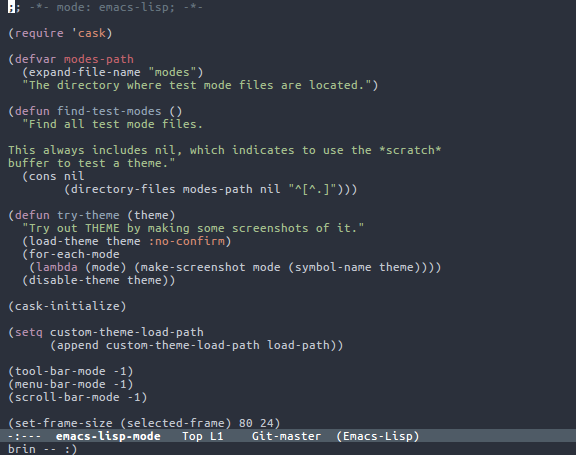 ;; -*- mode: emacs-lisp; -*-

(require 'cask)

(defvar modes-path
  (expand-file-name "modes")
  "The directory where test mode files are located.")

(defun find-test-modes ()
  "Find all test mode files.

This always includes nil, which indicates to use the *scratch*
buffer to test a theme."
  (cons nil
        (directory-files modes-path nil "^[^.]")))

(defun try-theme (theme)
  "Try out THEME by making some screenshots of it."
  (load-theme theme :no-confirm)
  (for-each-mode
   (lambda (mode) (make-screenshot mode (symbol-name theme))))
  (disable-theme theme))

(cask-initialize)

(setq custom-theme-load-path
      (append custom-theme-load-path load-path))

(tool-bar-mode -1)
(menu-bar-mode -1)
(scroll-bar-mode -1)

(set-frame-size (selected-frame) 80 24)
-:---  emacs-lisp-mode   Top L1    Git-master  (Emacs-Lisp)
brin -- :)